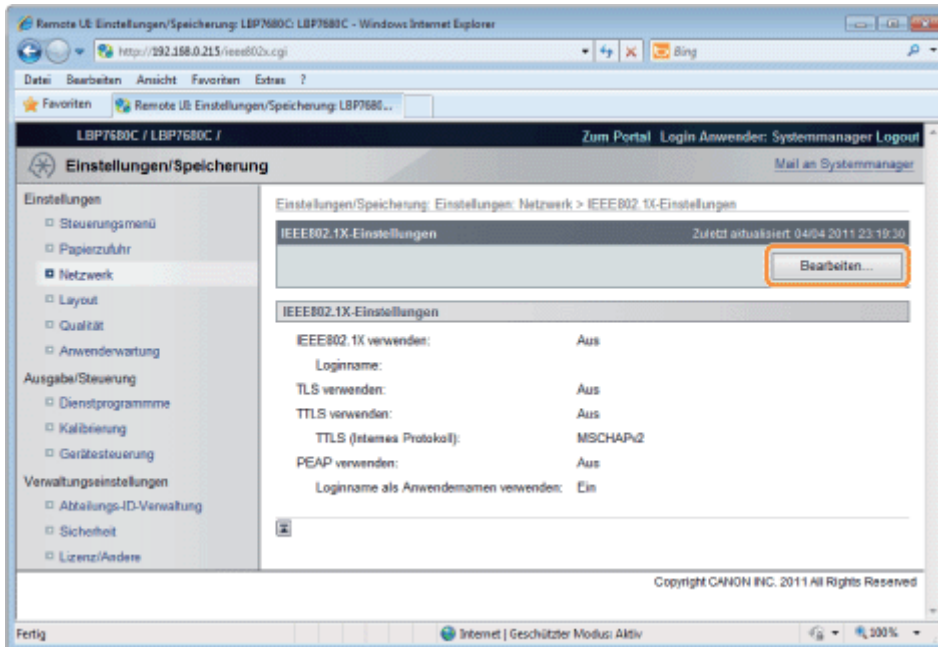 Remote UI: Einstellungen/Speicherung: LBP7680C: LBP7680C - Windows Internet Explorer
http://192.168.0.215/ieee802x.cgi
Bing
Datei Bearbeiten Ansicht Favoriten Extras ?
Favoriten Remote UI: Einstellungen/Speicherung: LBP7680...
LBP7680C / LBP7680C / Zum Portal Login Anwender: Systemmanager Logout
Einstellungen/Speicherung Mail an Systemmanager
Einstellungen
Steuerungsmenü
Papierzufuhr
Netzwerk
Layout
Qualität
Anwenderwartung
Ausgabe/Steuerung
Dienstprogrammme
Kalibrierung
Gerätesteuerung
Verwaltungseinstellungen
Abteilungs-ID-Verwaltung
Sicherheit
Lizenz/Andere
Einstellungen/Speicherung: Einstellungen: Netzwerk > IEEE802.1X-Einstellungen
IEEE802.1X-Einstellungen Zuletzt aktualisiert: 04/04 2011 23:19:30
Bearbeiten...
IEEE802.1X-Einstellungen
IEEE802.1X verwenden: Aus
Loginname:
TLS verwenden: Aus
TTLS verwenden: Aus
TTLS (Internes Protokoll): MSCHAPv2
PEAP verwenden: Aus
Loginname als Anwendernamen verwenden: Ein
Copyright CANON INC. 2011 All Rights Reserved
Fertig Internet | Geschützter Modus: Aktiv 100%